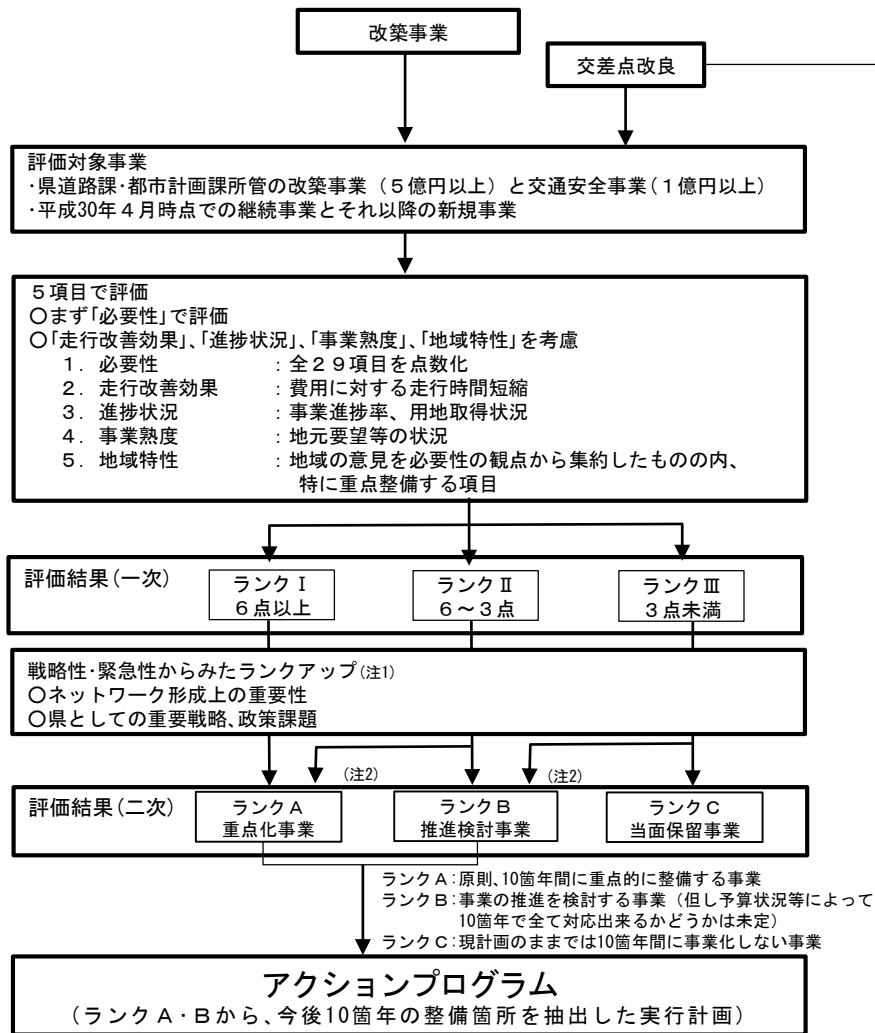 改築事業
交差点改良
評価対象事業
・県道路課・都市計画課所管の改築事業（５億円以上）と交通安全事業（１億円以上）
・平成30年４月時点での継続事業とそれ以降の新規事業
５項目で評価
○まず「必要性」で評価
○「走行改善効果」、「進捗状況」、「事業熟度」、「地域特性」を考慮
１．必要性　：全２９項目を点数化
２．走行改善効果　：費用に対する走行時間短縮
３．進捗状況　：事業進捗率、用地取得状況
４．事業熟度　：地元要望等の状況
５．地域特性　：地域の意見を必要性の観点から集約したものの内、
特に重点整備する項目
評価結果（一次）
ランクⅠ
６点以上
ランクⅡ
６～３点
ランクⅢ
３点未満
戦略性・緊急性からみたランクアップ（注1）
○ネットワーク形成上の重要性
○県としての重要戦略、政策課題
（注2）
（注2）
評価結果（二次）
ランクＡ
重点化事業
ランクＢ
推進検討事業
ランクＣ
当面保留事業
ランクＡ：原則、10箇年間に重点的に整備する事業
ランクＢ：事業の推進を検討する事業（但し予算状況等によって
10箇年で全て対応出来るかどうかは未定）
ランクＣ：現計画のままでは10箇年間に事業化しない事業
アクションプログラム
（ランクＡ・Ｂから、今後10箇年の整備箇所を抽出した実行計画）